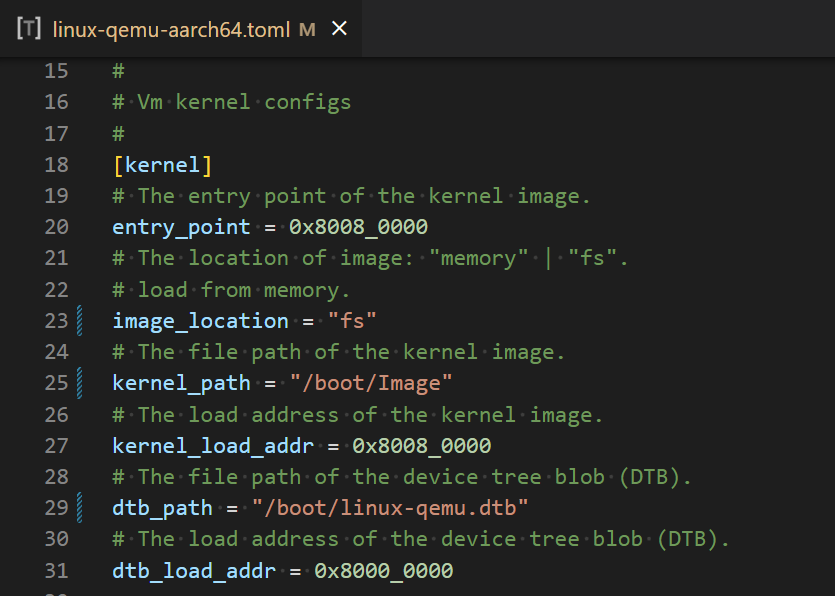 [T] linux-qemu-aarch64.toml M ×
15 #
16 # Vm kernel configs
17 #
18 [kernel]
19 # The entry point of the kernel image.
20 entry_point = 0x8008_0000
21 # The location of image: "memory" | "fs".
22 # load from memory.
23 image_location = "fs"
24 # The file path of the kernel image.
25 kernel_path = "/boot/Image"
26 # The load address of the kernel image.
27 kernel_load_addr = 0x8008_0000
28 # The file path of the device tree blob (DTB).
29 dtb_path = "/boot/linux-qemu.dtb"
30 # The load address of the device tree blob (DTB).
31 dtb_load_addr = 0x8000_0000